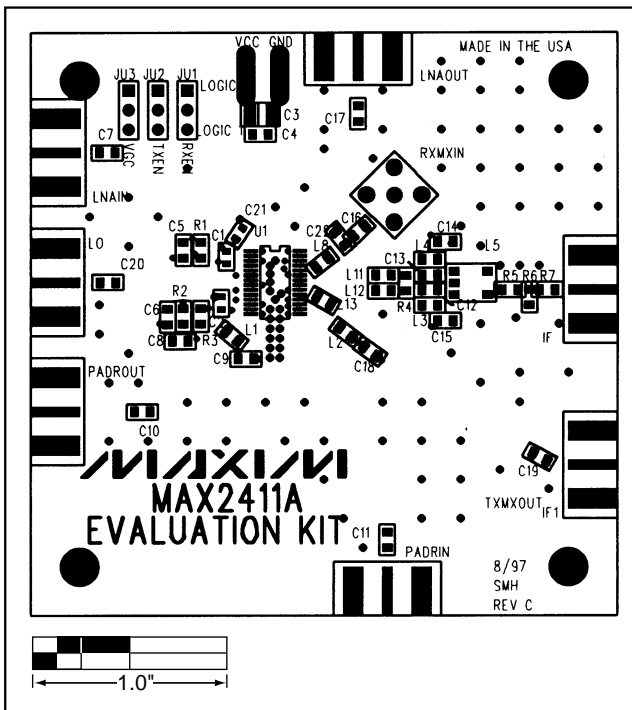 VCC GND
MADE IN THE USA
JU3 JU2 JU1
LOGIC
LNAOUT
C3
C17
LOGIC 1
C4
C7
VGC
TXEN
RXEN
RXMXIN
LNAIN
C21
U1
C16
LO
C5 R1
C1
L8
C14
C13
L4
L5
C20
L11
L12
R5 R6 R7
R2
L13
R4
C12
C6
L3
IF
C8
R3
L1
L2
C15
C9
C18
PADROUT
C10
MAXIM
C19
MAX2411A
TXMXOUT
IF1
EVALUATION KIT
C11
PADRIN
8/97
SMH
REV C
1.0"